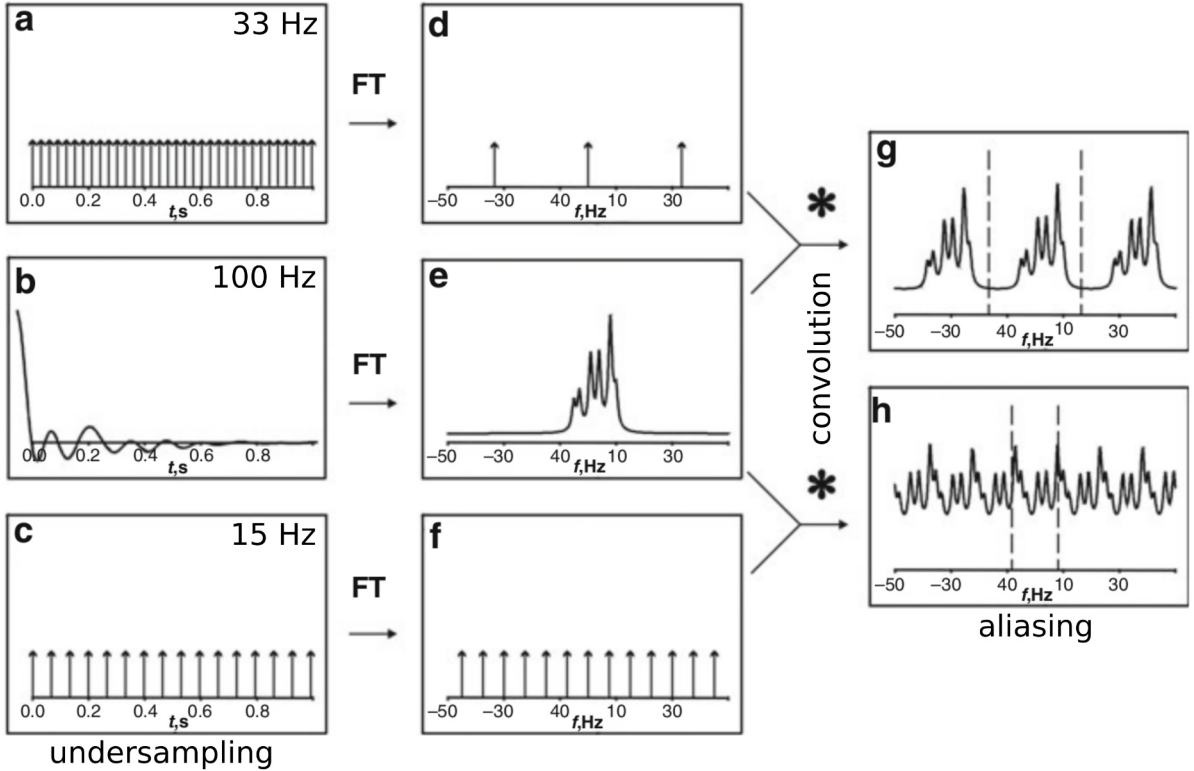 a
33 Hz
0.0 0.2 0.4 0.6 0.8
t,s
FT
d
–50 –30 40 10 30
f,Hz
b
100 Hz
0.0 0.2 0.4 0.6 0.8
t,s
FT
e
–50 –30 40 10 30
f,Hz
c
15 Hz
0.0 0.2 0.4 0.6 0.8
t,s
undersampling
FT
f
–50 –30 40 10 30
f,Hz
*
convolution
*
g
–50 –30 40 10 30
f,Hz
h
–50 –30 40 10 30
f,Hz
aliasing